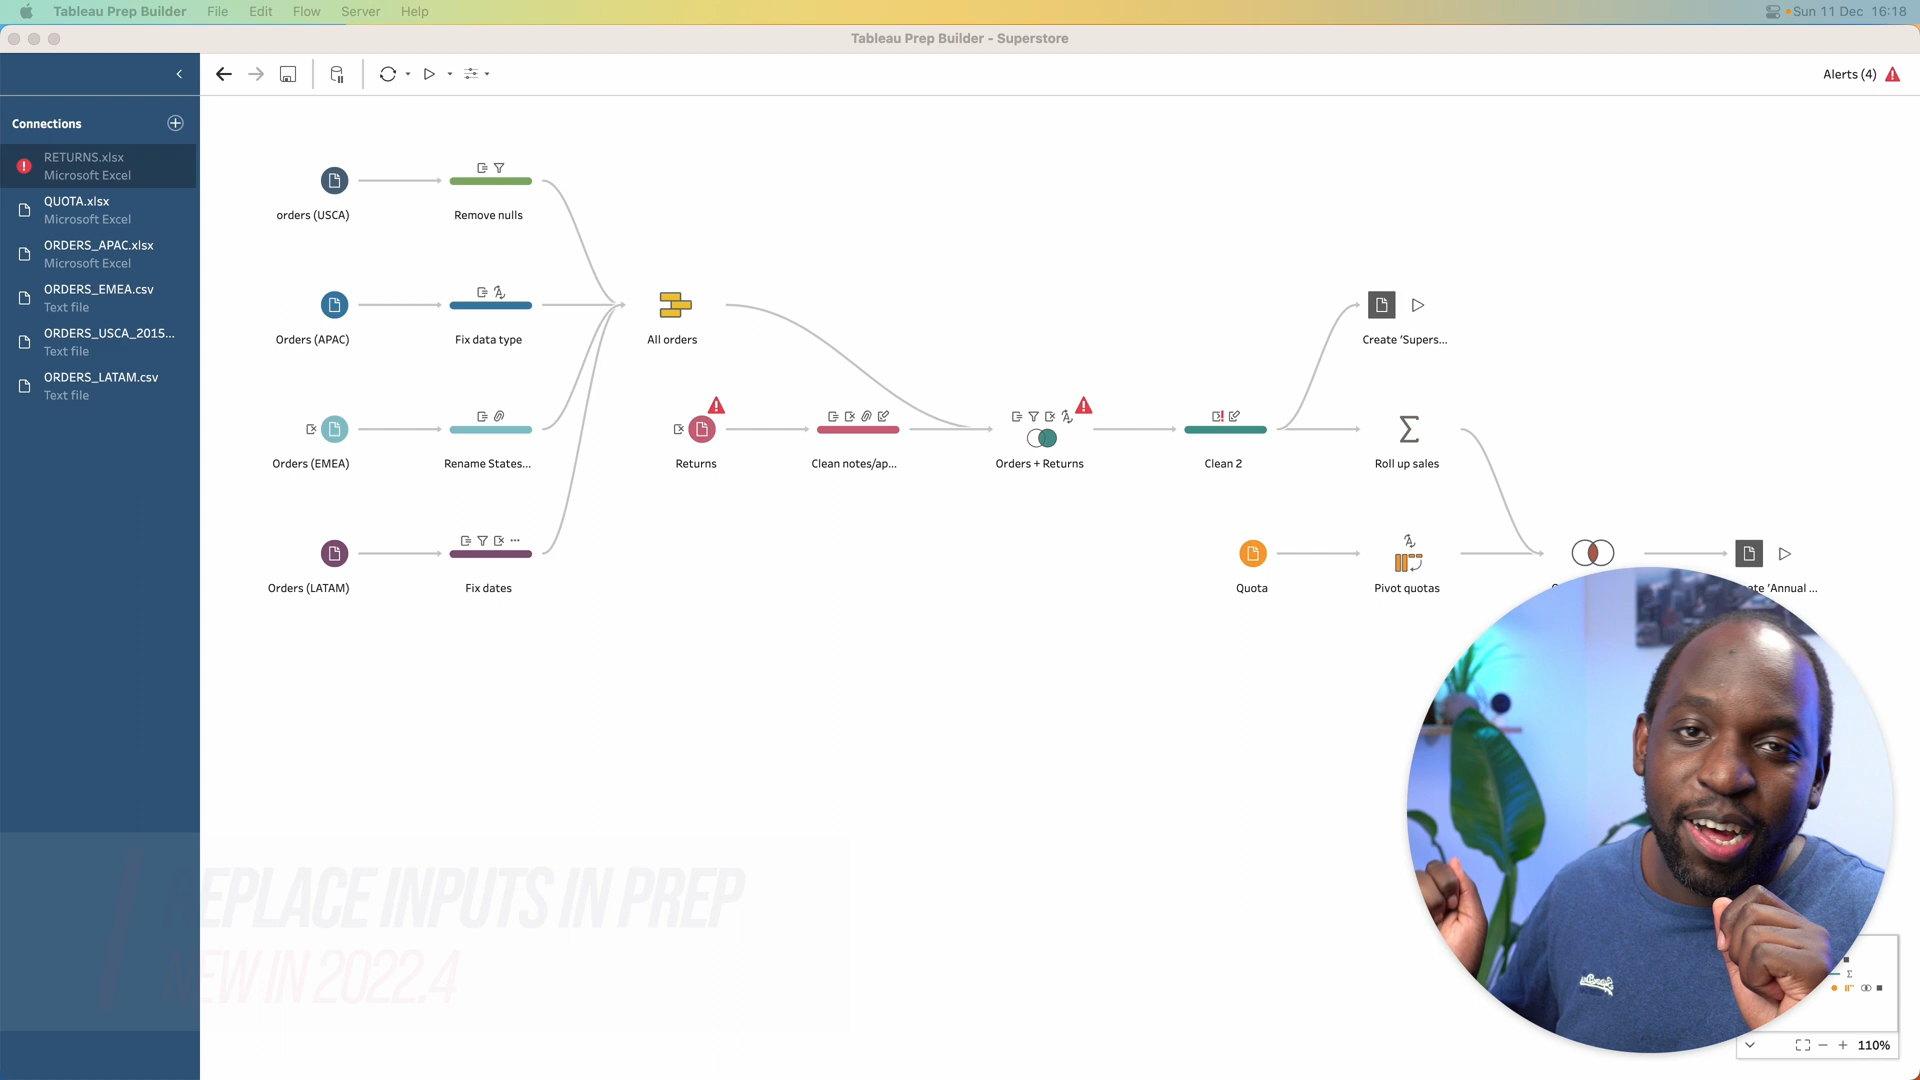 Tableau Prep Builder File Edit Flow Server Help
Sun 11 Dec 16:18
Tableau Prep Builder - Superstore
Alerts (4)
Connections
RETURNS.xlsx
Microsoft Excel
QUOTA.xlsx
Microsoft Excel
ORDERS_APAC.xlsx
Microsoft Excel
ORDERS_EMEA.csv
Text file
ORDERS_USCA_2015...
Text file
ORDERS_LATAM.csv
Text file
orders (USCA)
Remove nulls
Orders (APAC)
Fix data type
All orders
Create 'Supers...
Orders (EMEA)
Rename States...
Returns
Clean notes/ap...
Orders + Returns
Clean 2
Roll up sales
Orders (LATAM)
Fix dates
Quota
Pivot quotas
'Annual ...
REPLACE INPUTS IN PREP
NEW IN 2022.4
110%